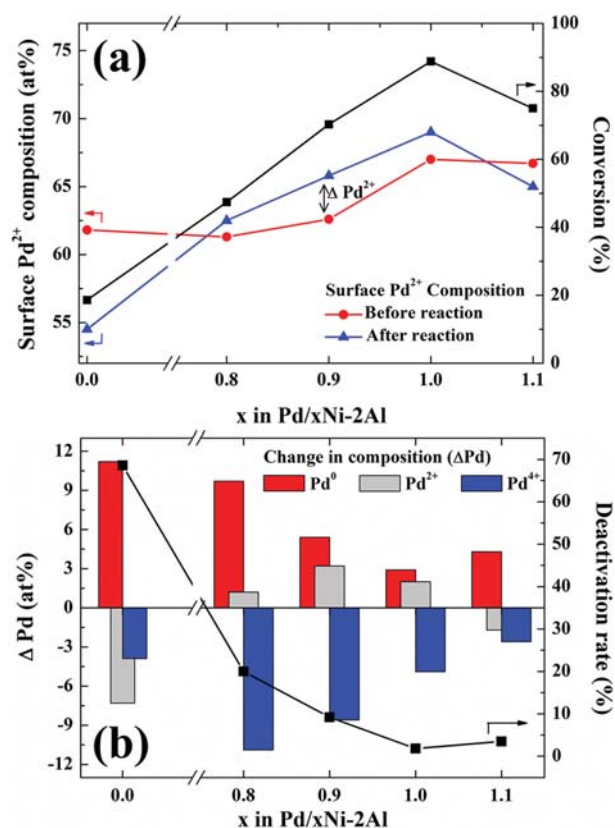 (a)
Surface Pd²⁺ composition (at%)
75
70
65
60
55
100
80
60
40
20
0
Conversion (%)
Δ Pd²⁺
Surface Pd²⁺ Composition
Before reaction
After reaction
0.0 0.8 0.9 1.0 1.1
x in Pd/xNi-2Al
(b)
Δ Pd (at%)
12
9
6
3
0
-3
-6
-9
-12
Change in composition (ΔPd)
Pd⁰ Pd²⁺ Pd⁴⁺
70
60
50
40
30
20
10
0
Deactivation rate (%)
0.0 0.8 0.9 1.0 1.1
x in Pd/xNi-2Al